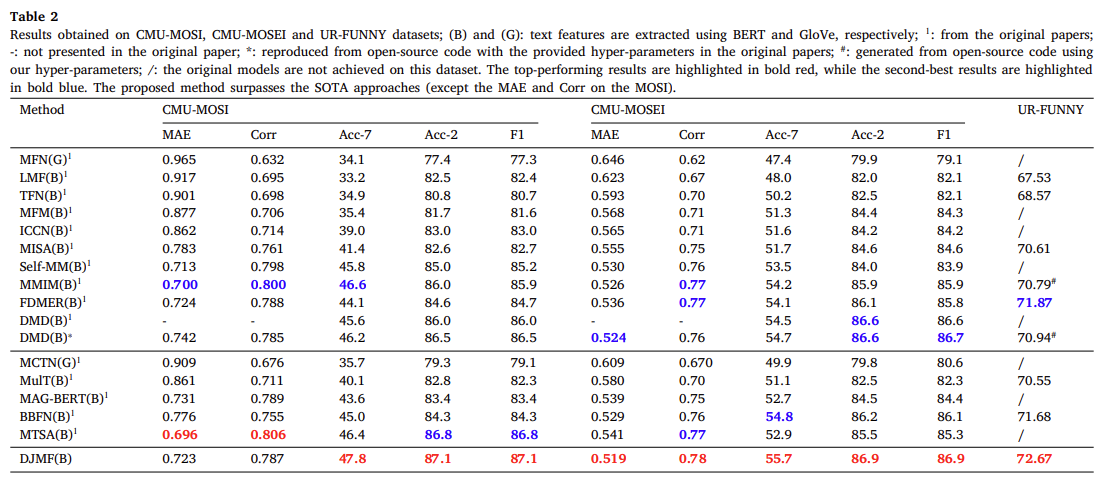 Table 2
Results obtained on CMU-MOSI, CMU-MOSEI and UR-FUNNY datasets; (B) and (G): text features are extracted using BERT and GloVe, respectively; ¹: from the original papers;
-: not presented in the original paper; *: reproduced from open-source code with the provided hyper-parameters in the original papers; #: generated from open-source code using
our hyper-parameters; /: the original models are not achieved on this dataset. The top-performing results are highlighted in bold red, while the second-best results are highlighted
in bold blue. The proposed method surpasses the SOTA approaches (except the MAE and Corr on the MOSI).
Method CMU-MOSI CMU-MOSEI UR-FUNNY
MAE Corr Acc-7 Acc-2 F1 MAE Corr Acc-7 Acc-2 F1
MFN(G)¹ 0.965 0.632 34.1 77.4 77.3 0.646 0.62 47.4 79.9 79.1 /
LMF(B)¹ 0.917 0.695 33.2 82.5 82.4 0.623 0.67 48.0 82.0 82.1 67.53
TFN(B)¹ 0.901 0.698 34.9 80.8 80.7 0.593 0.70 50.2 82.5 82.1 68.57
MFM(B)¹ 0.877 0.706 35.4 81.7 81.6 0.568 0.71 51.3 84.4 84.3 /
ICCN(B)¹ 0.862 0.714 39.0 83.0 83.0 0.565 0.71 51.6 84.2 84.2 /
MISA(B)¹ 0.783 0.761 41.4 82.6 82.7 0.555 0.75 51.7 84.6 84.6 70.61
Self-MM(B)¹ 0.713 0.798 45.8 85.0 85.2 0.530 0.76 53.5 84.0 83.9 /
MMIM(B)¹ 0.700 0.800 46.6 86.0 85.9 0.526 0.77 54.2 85.9 85.9 70.79#
FDMER(B)¹ 0.724 0.788 44.1 84.6 84.7 0.536 0.77 54.1 86.1 85.8 71.87
DMD(B)¹ - - 45.6 86.0 86.0 - - 54.5 86.6 86.6 /
DMD(B)* 0.742 0.785 46.2 86.5 86.5 0.524 0.76 54.7 86.6 86.7 70.94#
MCTN(G)¹ 0.909 0.676 35.7 79.3 79.1 0.609 0.670 49.9 79.8 80.6 /
MulT(B)¹ 0.861 0.711 40.1 82.8 82.3 0.580 0.70 51.1 82.5 82.3 70.55
MAG-BERT(B)¹ 0.731 0.789 43.6 83.4 83.4 0.539 0.75 52.7 84.5 84.4 /
BBFN(B)¹ 0.776 0.755 45.0 84.3 84.3 0.529 0.76 54.8 86.2 86.1 71.68
MTSA(B)¹ 0.696 0.806 46.4 86.8 86.8 0.541 0.77 52.9 85.5 85.3 /
DJMF(B) 0.723 0.787 47.8 87.1 87.1 0.519 0.78 55.7 86.9 86.9 72.67